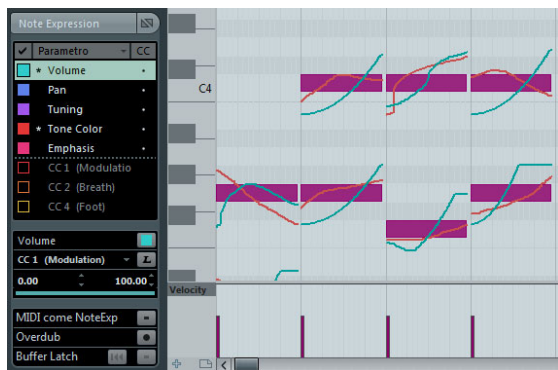 Note Expression
Parametro CC
* Volume
Pan
Tuning
* Tone Color
Emphasis
CC 1 (Modulatio
CC 2 (Breath)
CC 4 (Foot)
Volume
CC 1 (Modulation) L
0.00 100.00
MIDI come NoteExp
Overdub
Buffer Latch
C4
Velocity